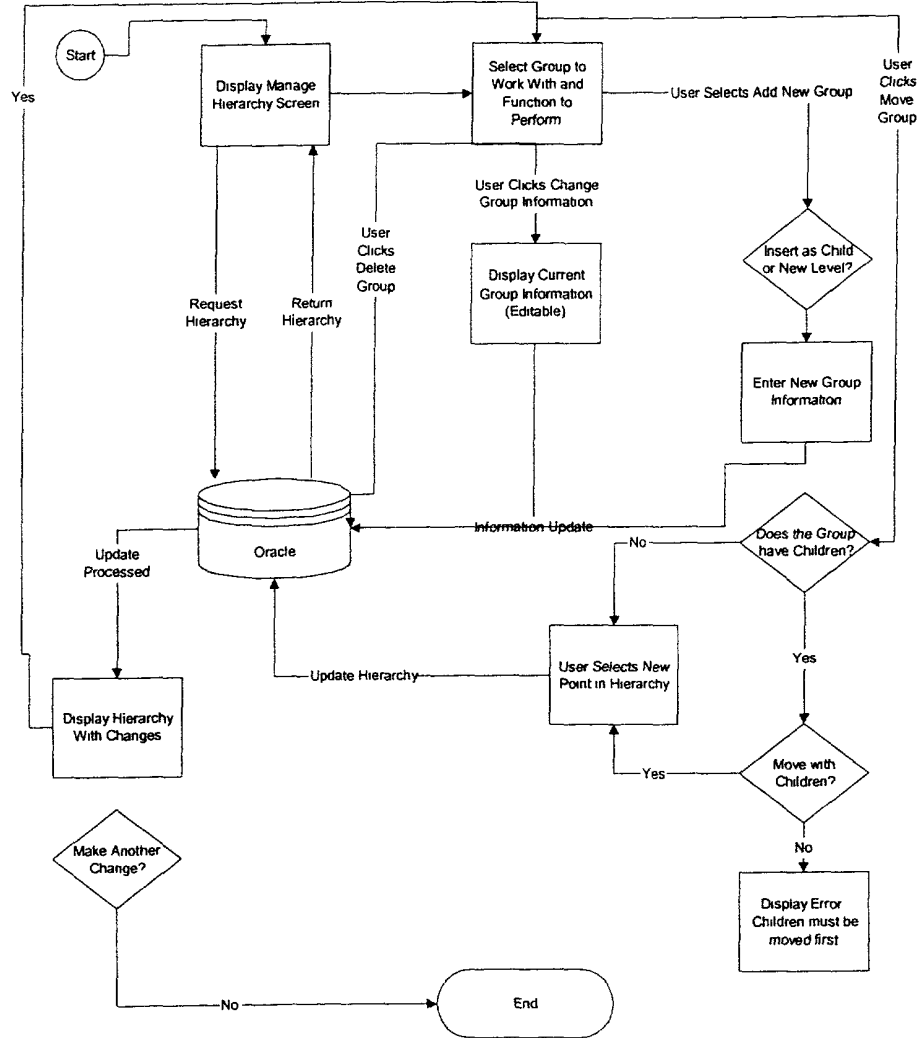 Start
Display Manage
Hierarchy Screen
Select Group to
Work With and
Function to
Perform
User Selects Add New Group
User
Clicks
Move
Group
Yes
User Clicks Change
Group Information
User
Clicks
Delete
Group
Insert as Child
or New Level?
Display Current
Group Information
(Editable)
Request
Hierarchy
Return
Hierarchy
Enter New Group
Information
Oracle
Information Update
Does the Group
have Children?
No
Update
Processed
Yes
User Selects New
Point in Hierarchy
Update Hierarchy
Display Hierarchy
With Changes
Move with
Children?
Yes
No
Make Another
Change?
Display Error
Children must be
moved first
No
End